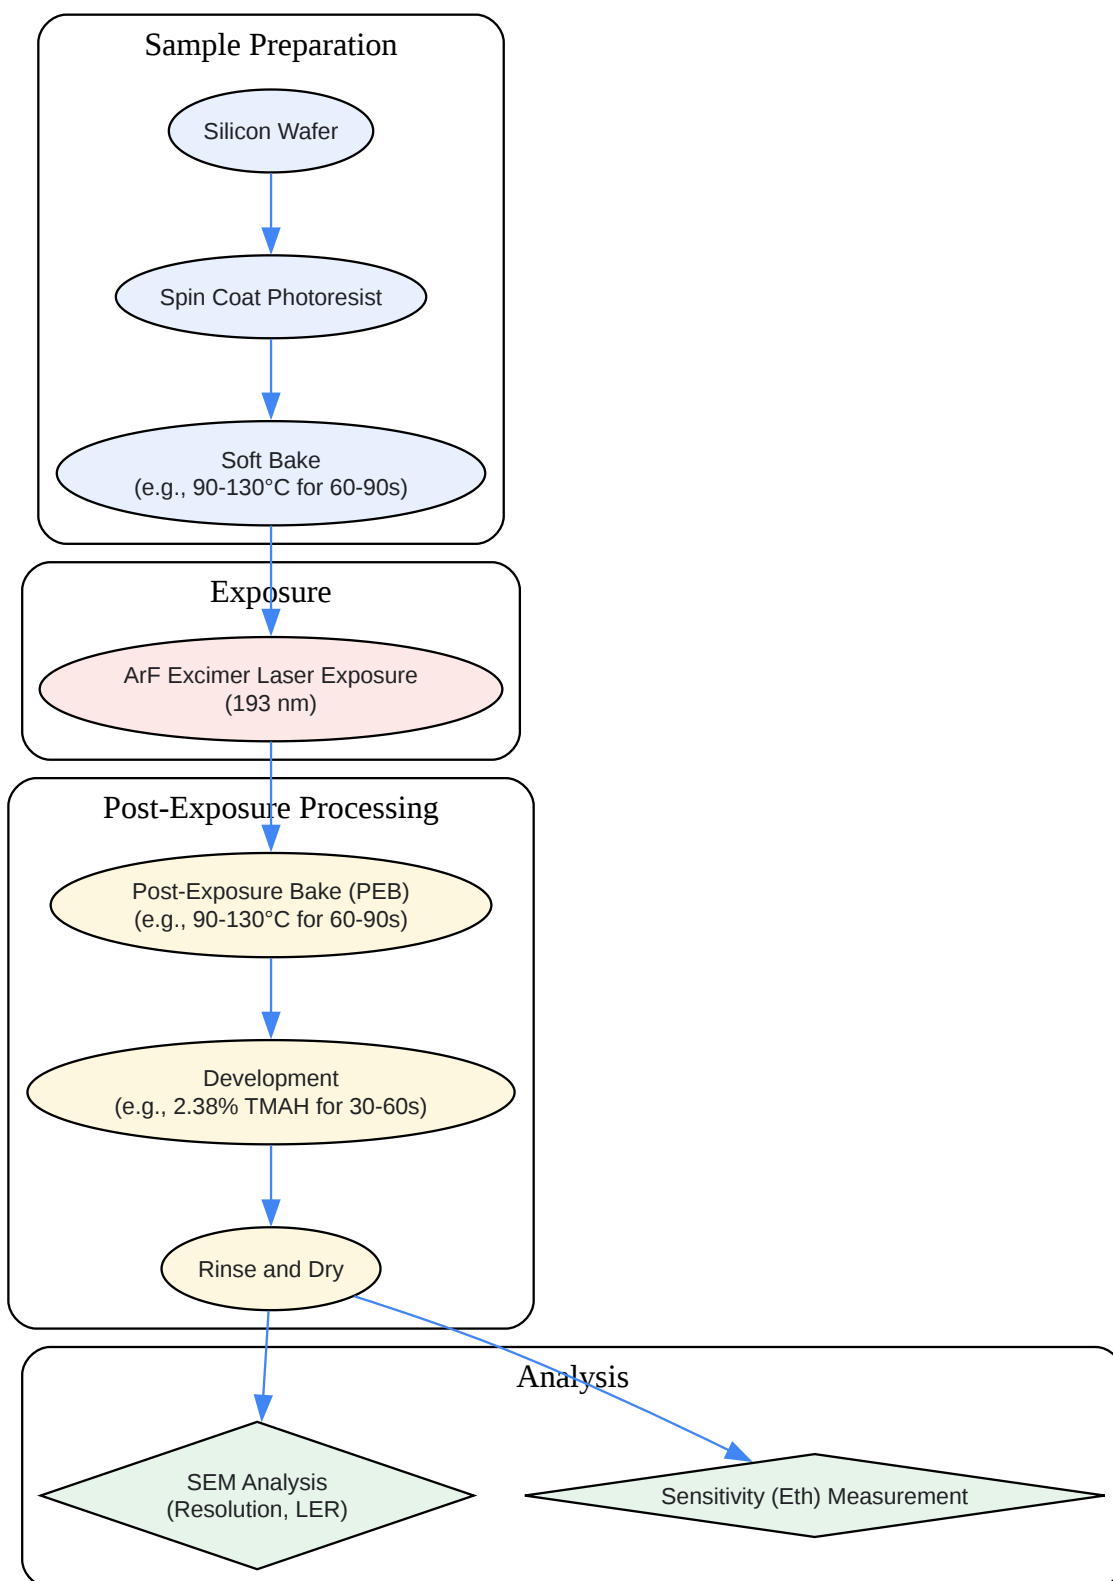 Sample Preparation
Silicon Wafer
Spin Coat Photoresist
Soft Bake
(e.g., 90-130°C for 60-90s)
Exposure
ArF Excimer Laser Exposure
(193 nm)
Post-Exposure Processing
Post-Exposure Bake (PEB)
(e.g., 90-130°C for 60-90s)
Development
(e.g., 2.38% TMAH for 30-60s)
Rinse and Dry
Analysis
SEM Analysis
(Resolution, LER)
Sensitivity (Eth) Measurement